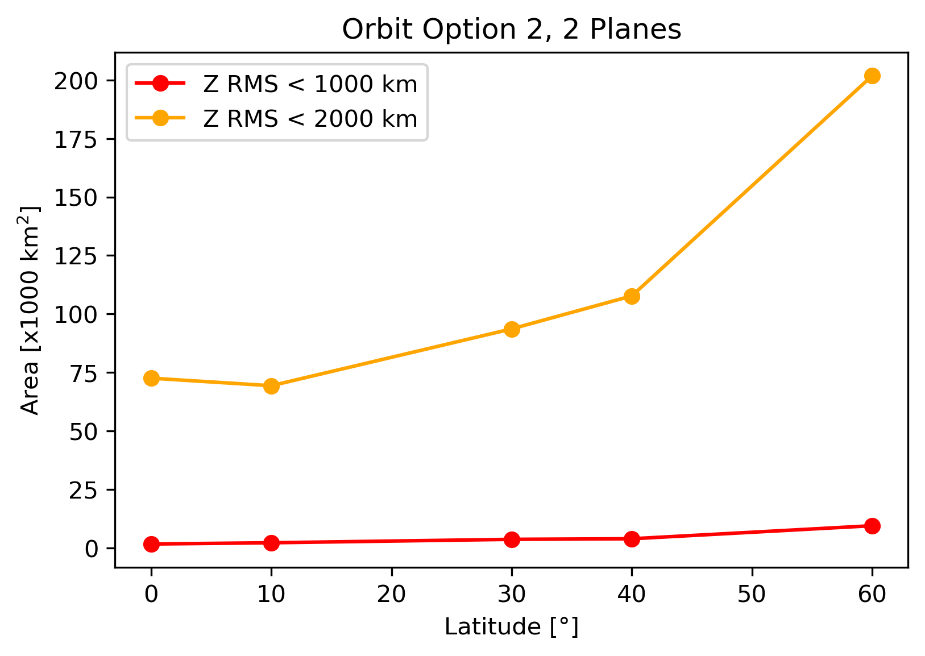 Orbit Option 2, 2 Planes
Z RMS < 1000 km
Z RMS < 2000 km
Area [x1000 km²]
200
175
150
125
100
75
50
25
0
0 10 20 30 40 50 60
Latitude [°]